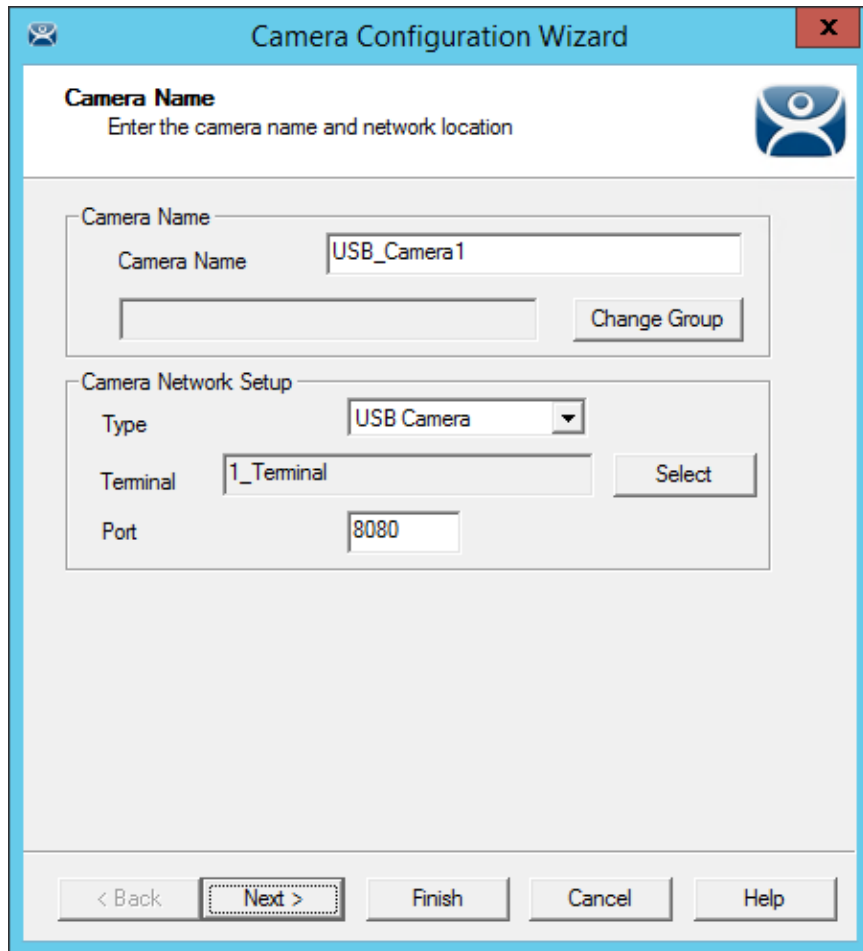 Camera Configuration Wizard
x
Camera Name
Enter the camera name and network location
Camera Name
Camera Name USB_Camera1
Change Group
Camera Network Setup
Type USB Camera
Terminal 1_Terminal Select
Port 8080
< Back Next > Finish Cancel Help